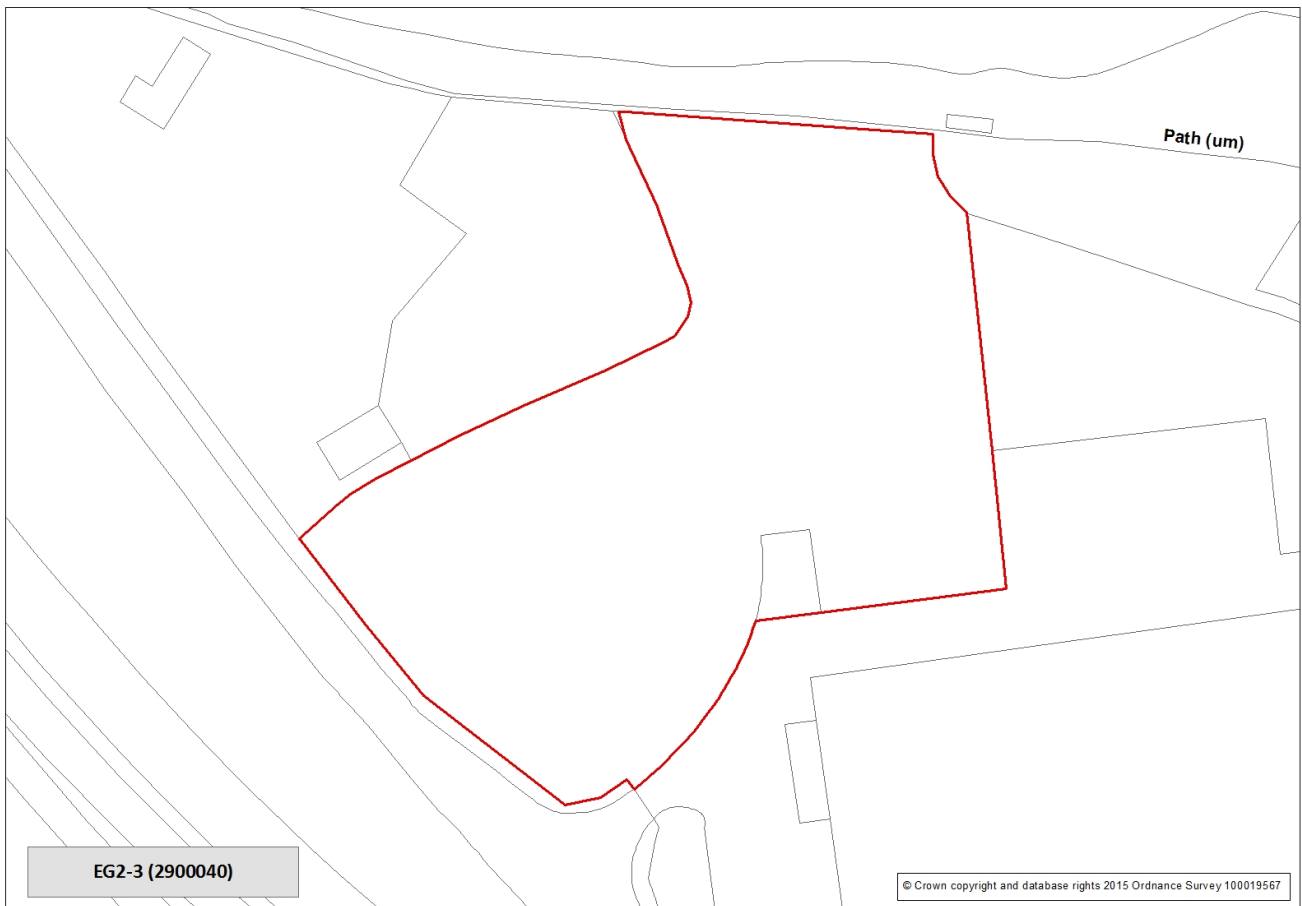 Path (um)
EG2-3 (2900040)
© Crown copyright and database rights 2015 Ordnance Survey 100019567